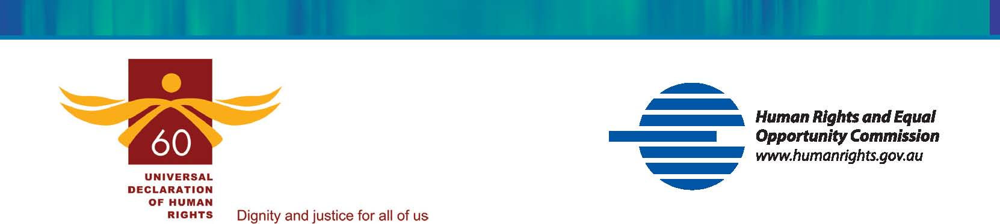 60
UNIVERSAL
DECLARATION
OF HUMAN
RIGHTS
Dignity and justice for all of us
Human Rights and Equal
Opportunity Commission
www.humanrights.gov.au